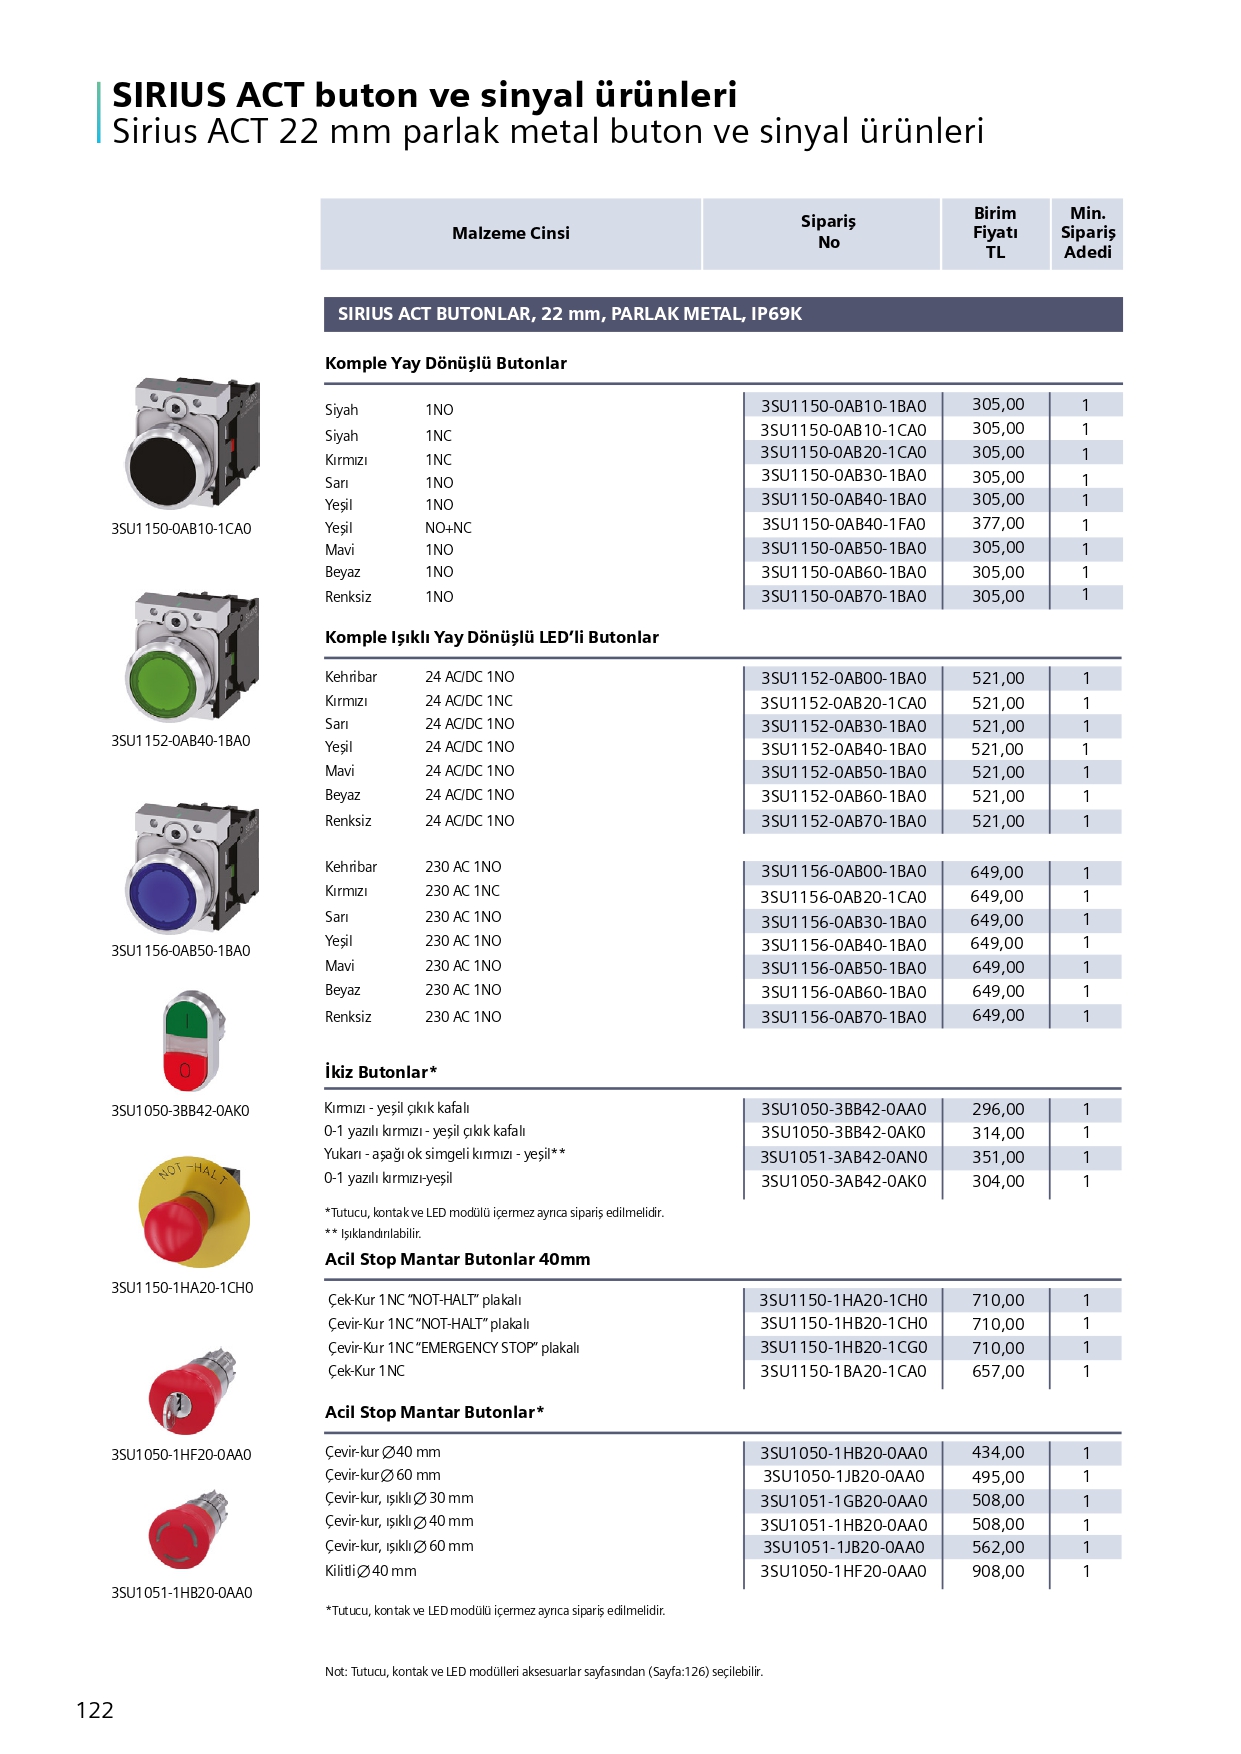 SIRIUS ACT buton ve sinyal ürünleri
Sirius ACT 22 mm parlak metal buton ve sinyal ürünleri
Malzeme Cinsi Sipariş No Birim Fiyatı TL Min. Sipariş Adedi
SIRIUS ACT BUTONLAR, 22 mm, PARLAK METAL, IP69K
Komple Yay Dönüşlü Butonlar
Siyah 1NO 3SU1150-0AB10-1BA0 305,00 1
Siyah 1NC 3SU1150-0AB10-1CA0 305,00 1
Kırmızı 1NC 3SU1150-0AB20-1CA0 305,00 1
Sarı 1NO 3SU1150-0AB30-1BA0 305,00 1
Yeşil 1NO 3SU1150-0AB40-1BA0 305,00 1
Yeşil NO+NC 3SU1150-0AB40-1FA0 377,00 1
Mavi 1NO 3SU1150-0AB50-1BA0 305,00 1
Beyaz 1NO 3SU1150-0AB60-1BA0 305,00 1
Renksiz 1NO 3SU1150-0AB70-1BA0 305,00 1
3SU1150-0AB10-1CA0
Komple Işıklı Yay Dönüşlü LED’li Butonlar
Kehribar 24 AC/DC 1NO 3SU1152-0AB00-1BA0 521,00 1
Kırmızı 24 AC/DC 1NC 3SU1152-0AB20-1CA0 521,00 1
Sarı 24 AC/DC 1NO 3SU1152-0AB30-1BA0 521,00 1
Yeşil 24 AC/DC 1NO 3SU1152-0AB40-1BA0 521,00 1
Mavi 24 AC/DC 1NO 3SU1152-0AB50-1BA0 521,00 1
Beyaz 24 AC/DC 1NO 3SU1152-0AB60-1BA0 521,00 1
Renksiz 24 AC/DC 1NO 3SU1152-0AB70-1BA0 521,00 1
3SU1152-0AB40-1BA0
Kehribar 230 AC 1NO 3SU1156-0AB00-1BA0 649,00 1
Kırmızı 230 AC 1NC 3SU1156-0AB20-1CA0 649,00 1
Sarı 230 AC 1NO 3SU1156-0AB30-1BA0 649,00 1
Yeşil 230 AC 1NO 3SU1156-0AB40-1BA0 649,00 1
Mavi 230 AC 1NO 3SU1156-0AB50-1BA0 649,00 1
Beyaz 230 AC 1NO 3SU1156-0AB60-1BA0 649,00 1
Renksiz 230 AC 1NO 3SU1156-0AB70-1BA0 649,00 1
3SU1156-0AB50-1BA0
İkiz Butonlar*
Kırmızı - yeşil çıkık kafalı 3SU1050-3BB42-0AA0 296,00 1
0-1 yazılı kırmızı - yeşil çıkık kafalı 3SU1050-3BB42-0AK0 314,00 1
Yukarı - aşağı ok simgeli kırmızı - yeşil** 3SU1051-3AB42-0AN0 351,00 1
0-1 yazılı kırmızı-yeşil 3SU1050-3AB42-0AK0 304,00 1
I
0
3SU1050-3BB42-0AK0
*Tutucu, kontak ve LED modülü içermez ayrıca sipariş edilmelidir.
** Işıklandırılabilir.
Acil Stop Mantar Butonlar 40mm
Çek-Kur 1NC “NOT-HALT” plakalı 3SU1150-1HA20-1CH0 710,00 1
Çevir-Kur 1NC “NOT-HALT” plakalı 3SU1150-1HB20-1CH0 710,00 1
Çevir-Kur 1NC “EMERGENCY STOP” plakalı 3SU1150-1HB20-1CG0 710,00 1
Çek-Kur 1NC 3SU1150-1BA20-1CA0 657,00 1
NOT-HALT
3SU1150-1HA20-1CH0
Acil Stop Mantar Butonlar*
Çevir-kur ∅40 mm 3SU1050-1HB20-0AA0 434,00 1
Çevir-kur ∅60 mm 3SU1050-1JB20-0AA0 495,00 1
Çevir-kur, ışıklı ∅ 30 mm 3SU1051-1GB20-0AA0 508,00 1
Çevir-kur, ışıklı ∅ 40 mm 3SU1051-1HB20-0AA0 508,00 1
Çevir-kur, ışıklı ∅ 60 mm 3SU1051-1JB20-0AA0 562,00 1
Kilitli ∅40 mm 3SU1050-1HF20-0AA0 908,00 1
3SU1050-1HF20-0AA0
3SU1051-1HB20-0AA0
*Tutucu, kontak ve LED modülü içermez ayrıca sipariş edilmelidir.
Not: Tutucu, kontak ve LED modülleri aksesuarlar sayfasından (Sayfa:126) seçilebilir.
122